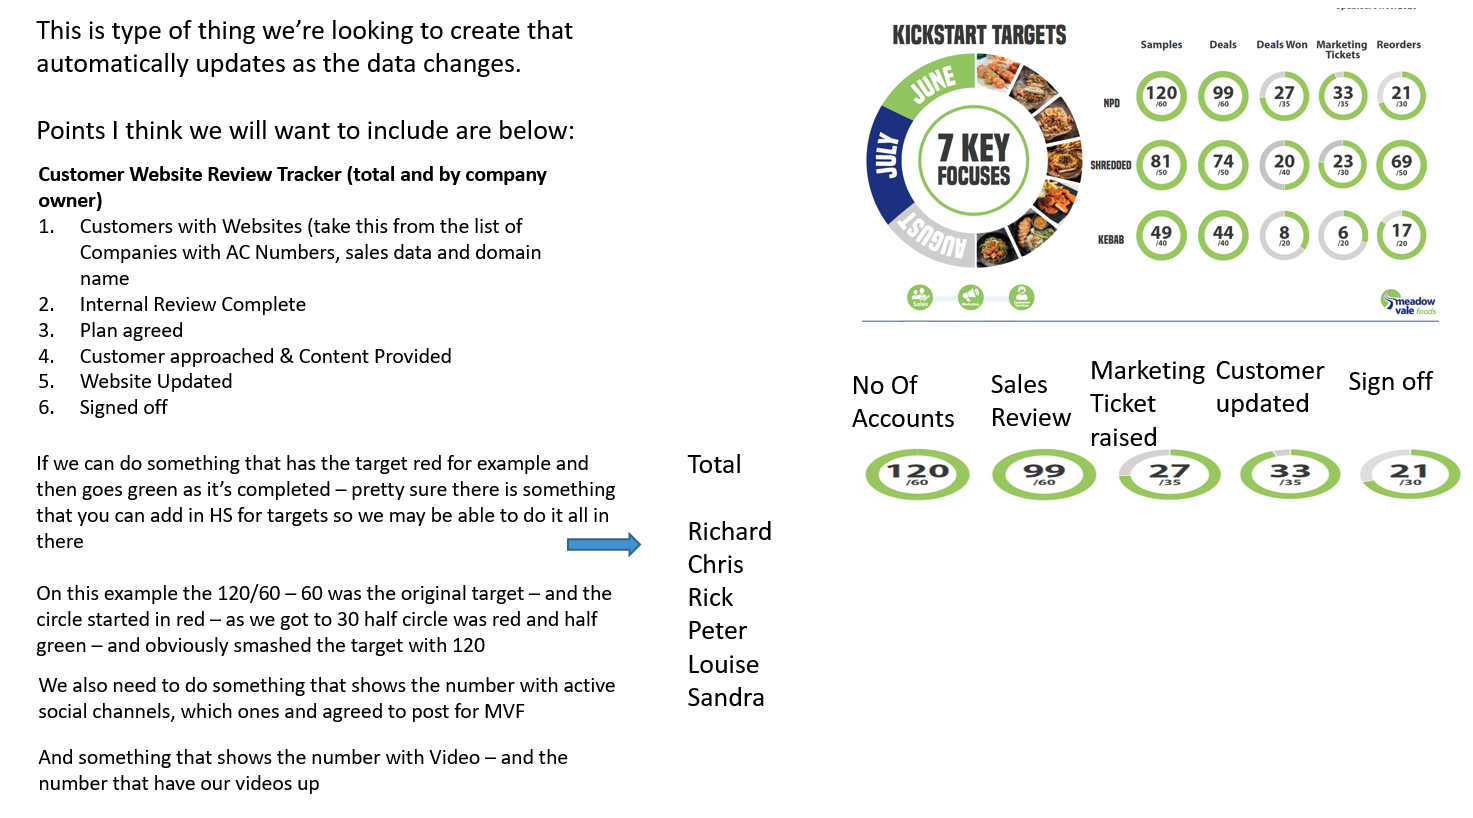 This is type of thing we're looking to create that
automatically updates as the data changes.
Points I think we will want to include are below:
Customer Website Review Tracker (total and by company
owner)
1. Customers with Websites (take this from the list of
Companies with AC Numbers, sales data and domain
name
2. Internal Review Complete
3. Plan agreed
4. Customer approached & Content Provided
5. Website Updated
6. Signed off
If we can do something that has the target red for example and
then goes green as it's completed – pretty sure there is something
that you can add in HS for targets so we may be able to do it all in
there
On this example the 120/60 – 60 was the original target – and the
circle started in red – as we got to 30 half circle was red and half
green – and obviously smashed the target with 120
We also need to do something that shows the number with active
social channels, which ones and agreed to post for MVF
And something that shows the number with Video – and the
number that have our videos up
KICKSTART TARGETS
JUNE
JULY
AUGUST
7 KEY
FOCUSES
Sales
Marketing
Samples Deals Deals Won Marketing Reorders
Tickets
NPD
120 99 27 33 21
/60 /60 /35 /35 /30
SHREDDED
81 74 20 23 69
/50 /50 /40 /30 /50
KEBAB
49 44 8 6 17
/40 /40 /20 /20 /20
meadow
vale foods
No Of
Accounts
Sales
Review
Marketing
Ticket
raised
Customer
updated
Sign off
Total
120 99 27 33 21
/60 /60 /35 /35 /30
Richard
Chris
Rick
Peter
Louise
Sandra